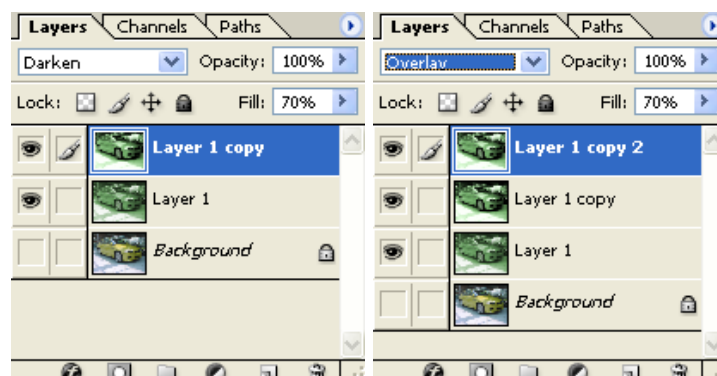 Layers Channels Paths
Darken Opacity: 100%
Lock: Fill: 70%
Layer 1 copy
Layer 1
Background
Layers Channels Paths
Overlay Opacity: 100%
Lock: Fill: 70%
Layer 1 copy 2
Layer 1 copy
Layer 1
Background